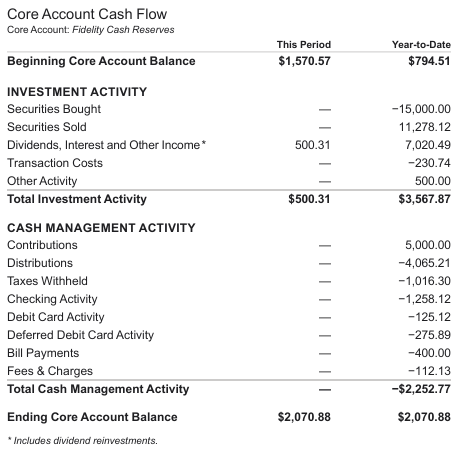 Core Account Cash Flow
Core Account: Fidelity Cash Reserves
This Period Year-to-Date
Beginning Core Account Balance $1,570.57 $794.51
INVESTMENT ACTIVITY
Securities Bought — −15,000.00
Securities Sold — 11,278.12
Dividends, Interest and Other Income* 500.31 7,020.49
Transaction Costs — −230.74
Other Activity — 500.00
Total Investment Activity $500.31 $3,567.87
CASH MANAGEMENT ACTIVITY
Contributions — 5,000.00
Distributions — −4,065.21
Taxes Withheld — −1,016.30
Checking Activity — −1,258.12
Debit Card Activity — −125.12
Deferred Debit Card Activity — −275.89
Bill Payments — −400.00
Fees & Charges — −112.13
Total Cash Management Activity — −$2,252.77
Ending Core Account Balance $2,070.88 $2,070.88
* Includes dividend reinvestments.